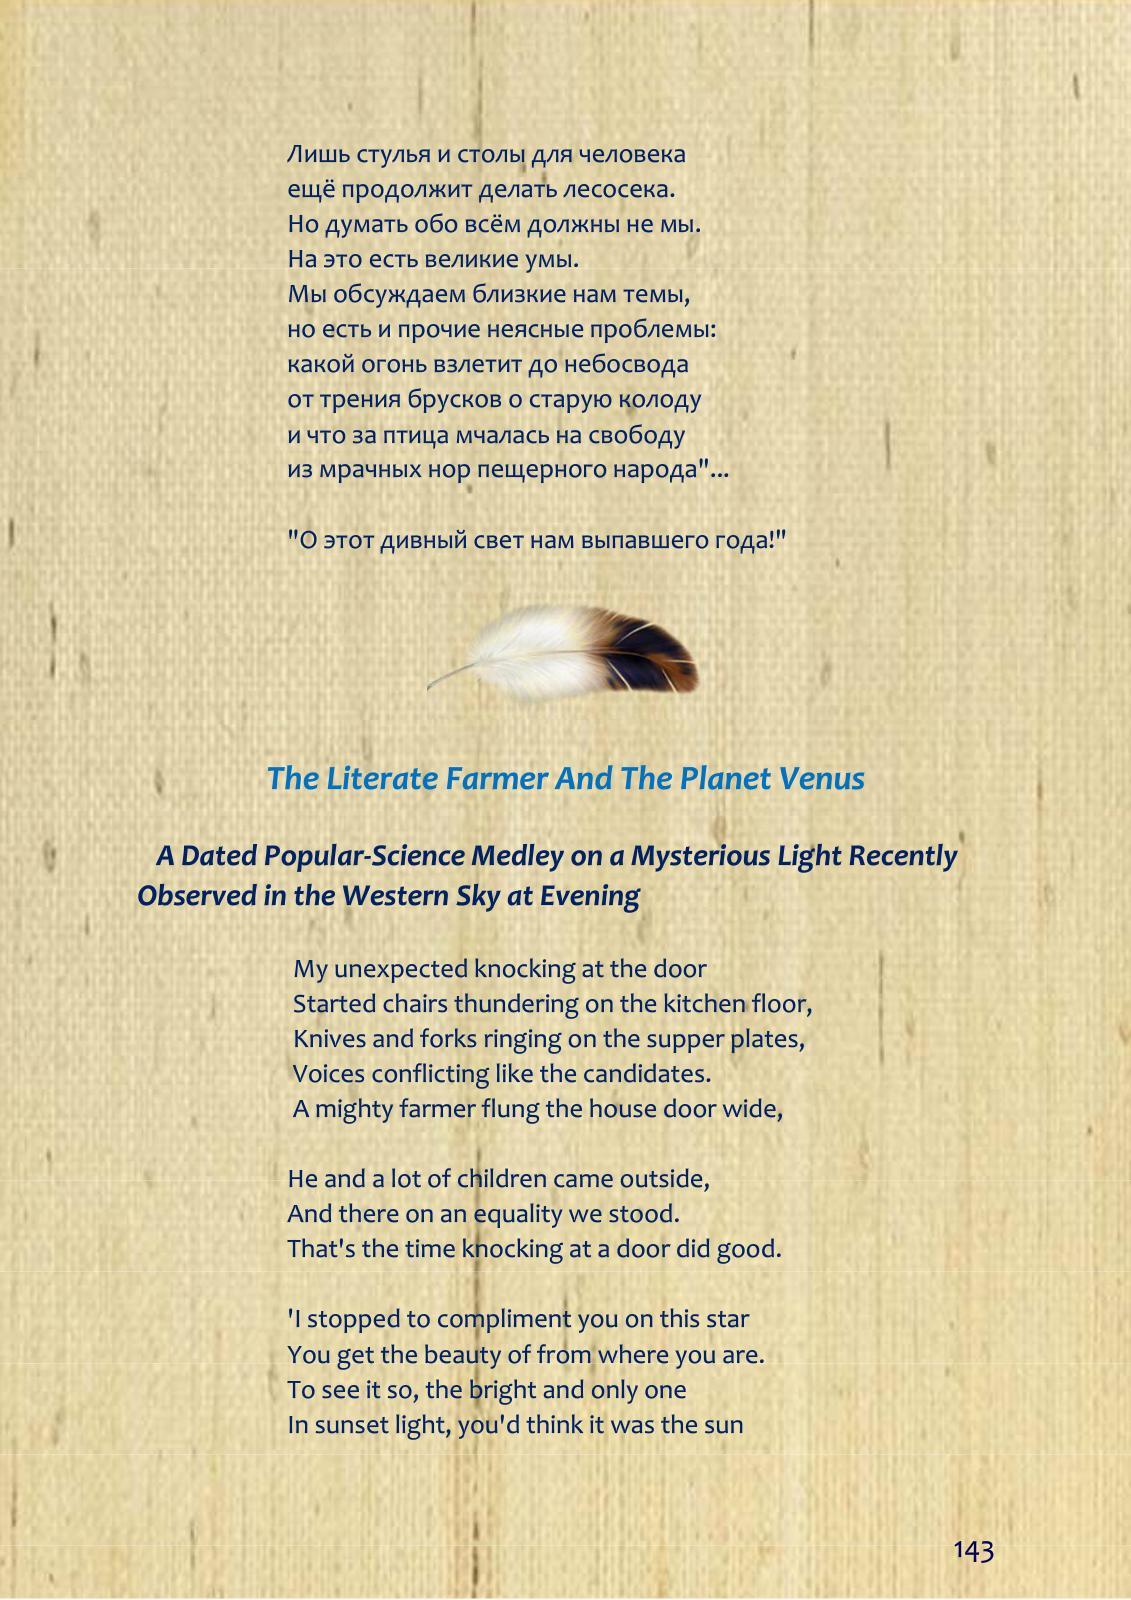 Лишь стулья и столы для человека
ещё продолжит делать лесосека.
Но думать обо всём должны не мы.
На это есть великие умы.
Мы обсуждаем близкие нам темы,
но есть и прочие неясные проблемы:
какой огонь взлетит до небосвода
от трения брусков о старую колоду
и что за птица мчалась на свободу
из мрачных нор пещерного народа"...
"О этот дивный свет нам выпавшего года!"
The Literate Farmer And The Planet Venus
A Dated Popular-Science Medley on a Mysterious Light Recently
Observed in the Western Sky at Evening
My unexpected knocking at the door
Started chairs thundering on the kitchen floor,
Knives and forks ringing on the supper plates,
Voices conflicting like the candidates.
A mighty farmer flung the house door wide,
He and a lot of children came outside,
And there on an equality we stood.
That's the time knocking at a door did good.
'I stopped to compliment you on this star
You get the beauty of from where you are.
To see it so, the bright and only one
In sunset light, you'd think it was the sun
143